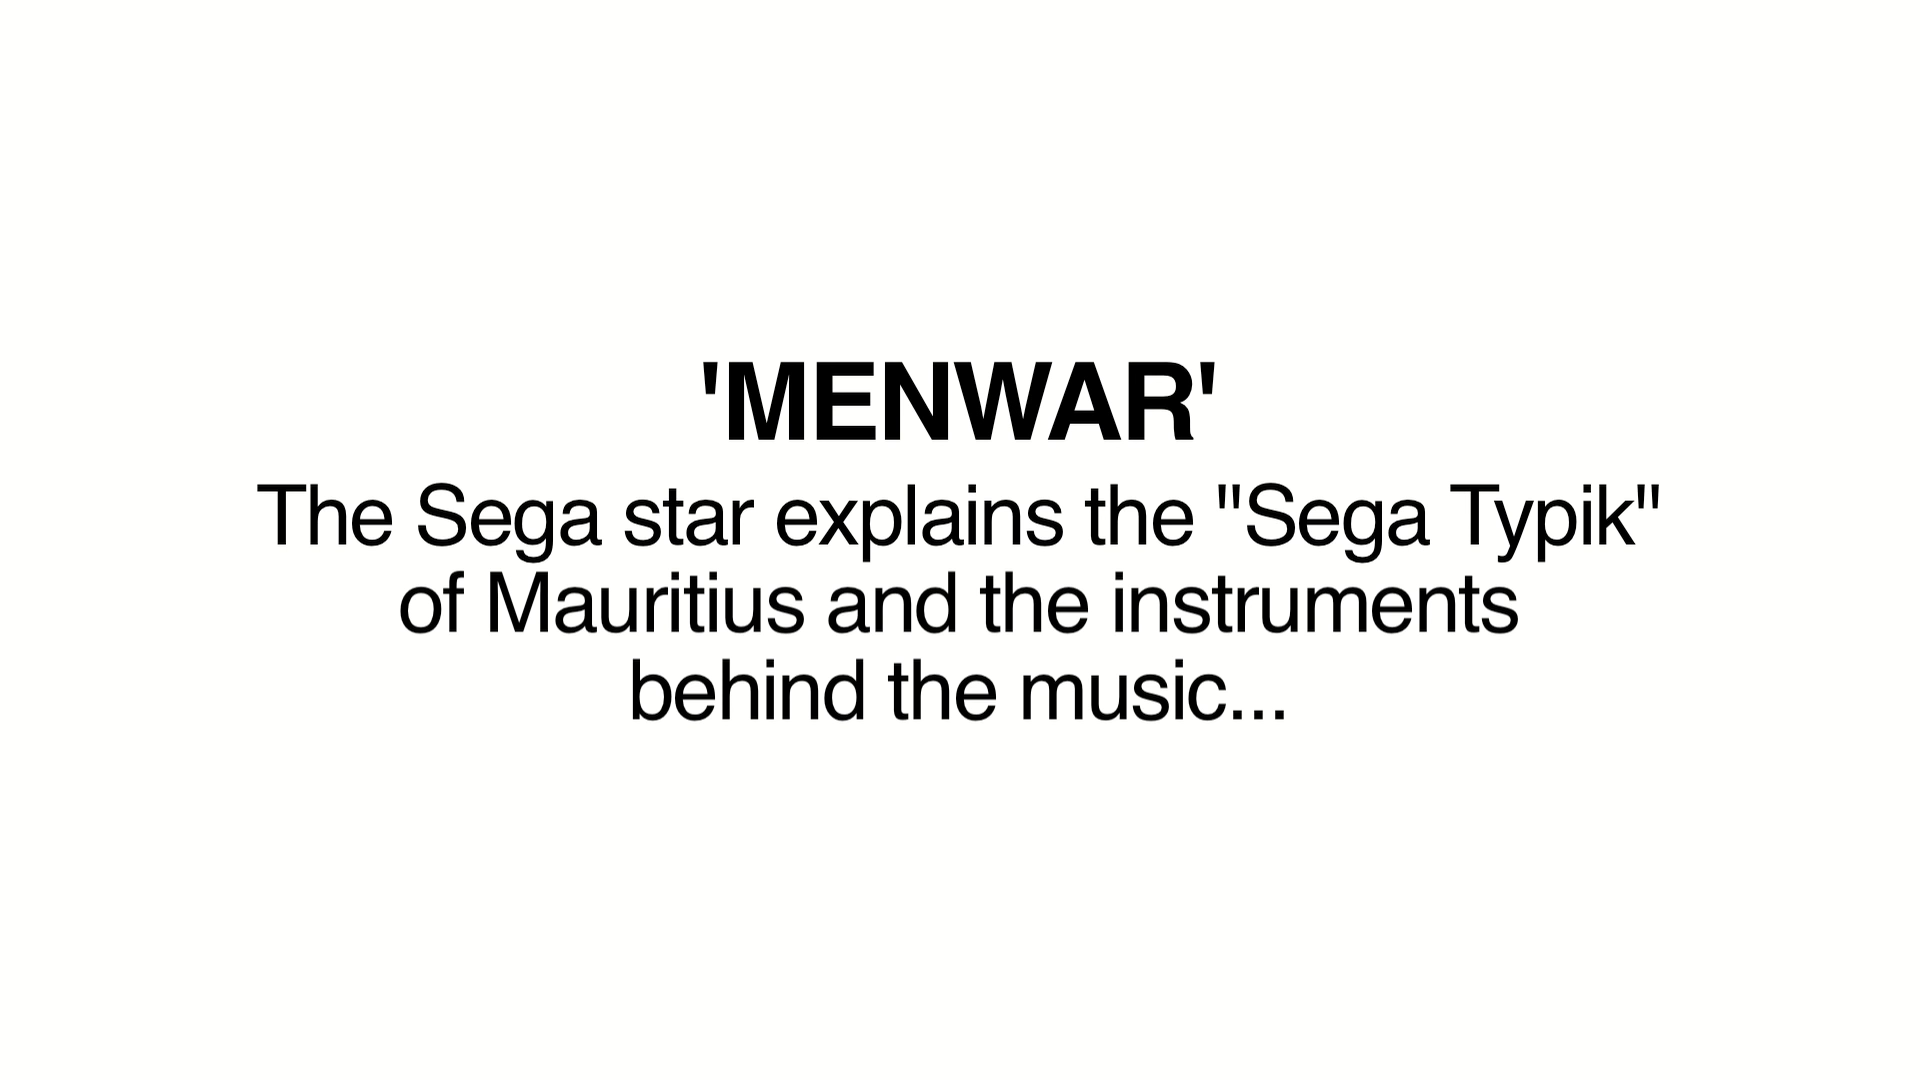 'MENWAR'
The Sega star explains the "Sega Typik"
of Mauritius and the instruments
behind the music...